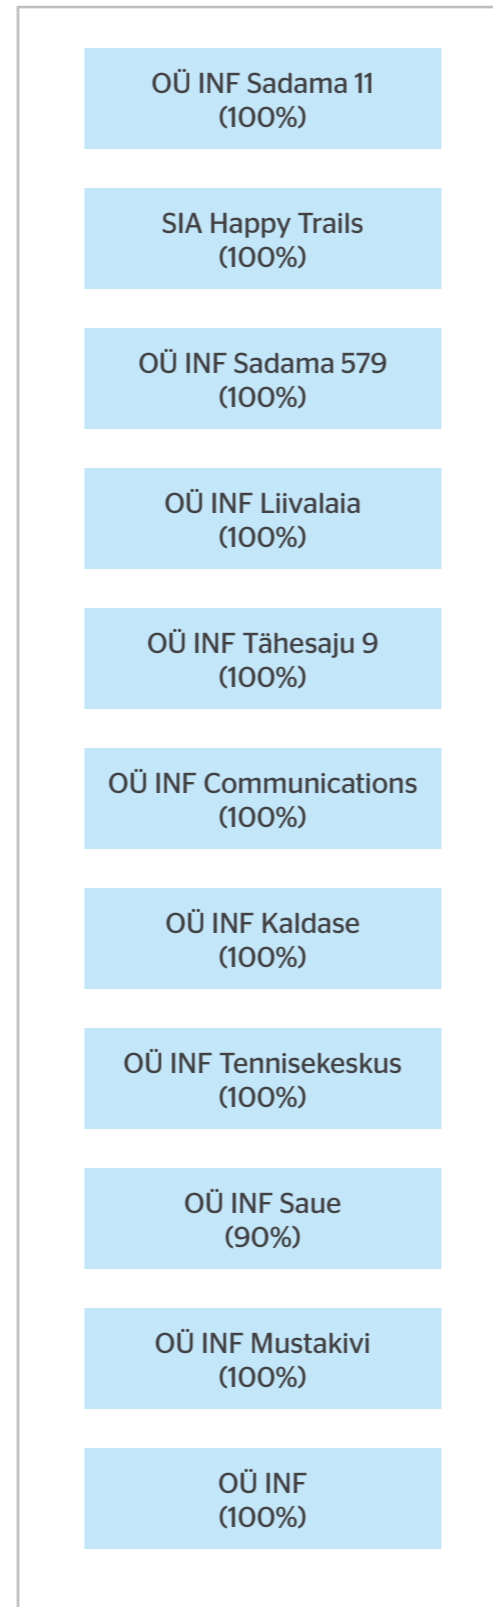 OÜ INF Sadama 11
(100%)
SIA Happy Trails
(100%)
OÜ INF Sadama 579
(100%)
OÜ INF Liivalaia
(100%)
OÜ INF Tähesaju 9
(100%)
OÜ INF Communications
(100%)
OÜ INF Kaldase
(100%)
OÜ INF Tennisekeskus
(100%)
OÜ INF Saue
(90%)
OÜ INF Mustakivi
(100%)
OÜ INF
(100%)